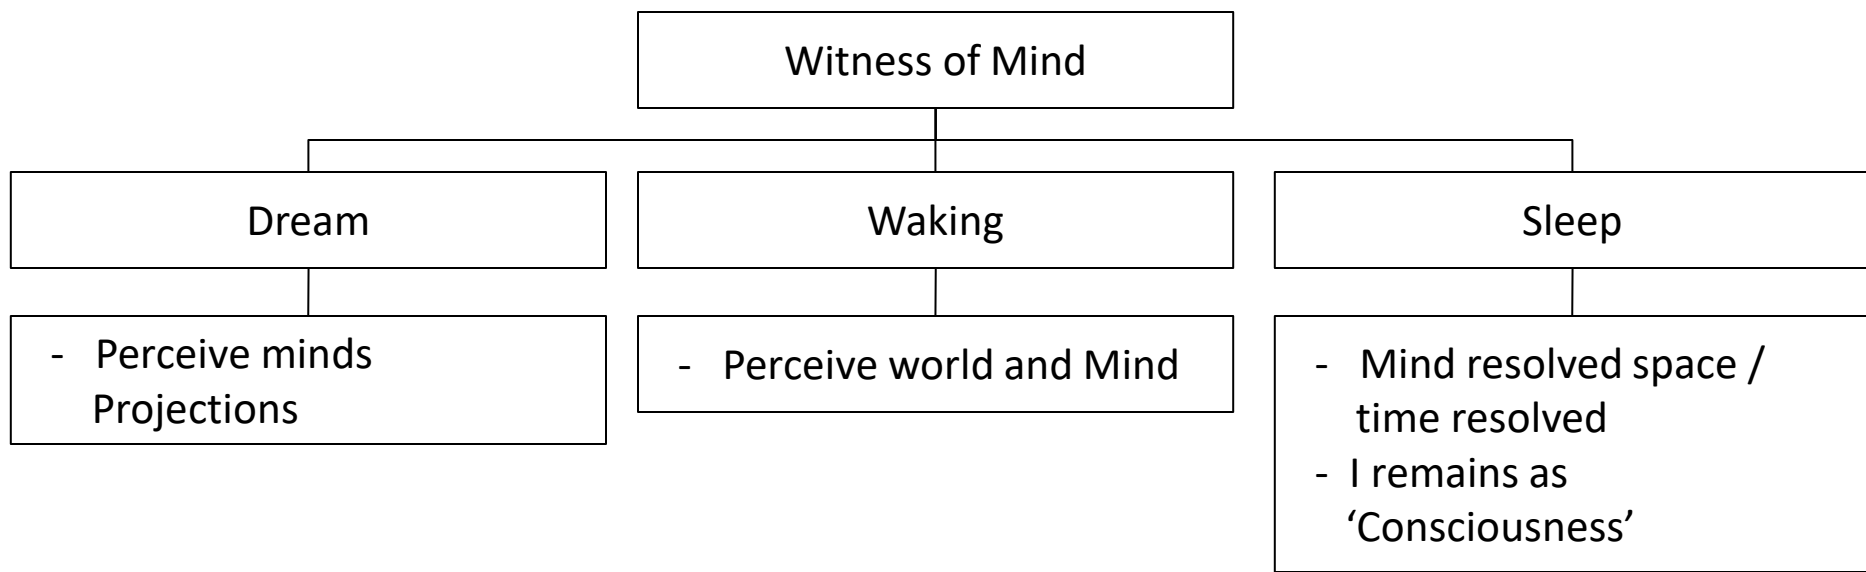 Witness of Mind
Dream
Waking
Sleep
- Perceive minds
Projections
- Perceive world and Mind
- Mind resolved space /
time resolved
- I remains as
‘Consciousness’